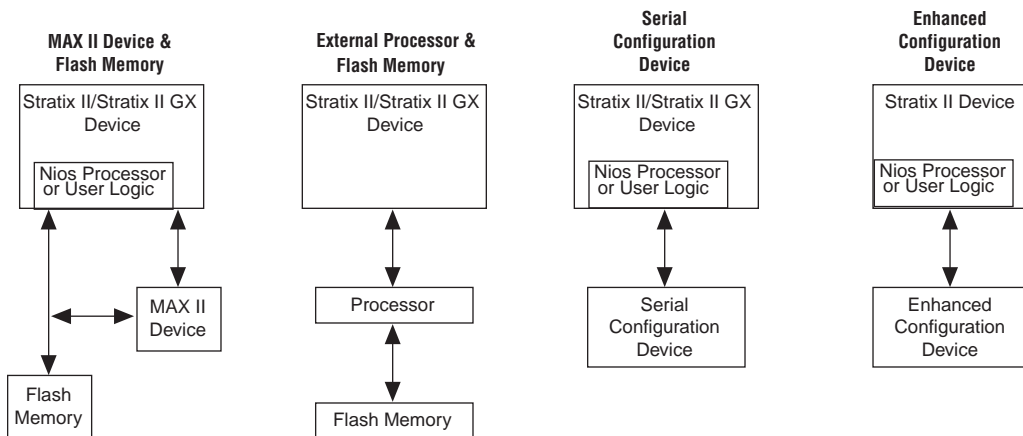 MAX II Device &
Flash Memory
Stratix II/Stratix II GX
Device
Nios Processor
or User Logic
MAX II
Device
Flash
Memory
External Processor &
Flash Memory
Stratix II/Stratix II GX
Device
Processor
Flash Memory
Serial
Configuration
Device
Stratix II/Stratix II GX
Device
Nios Processor
or User Logic
Serial
Configuration
Device
Enhanced
Configuration
Device
Stratix II Device
Nios Processor
or User Logic
Enhanced
Configuration
Device